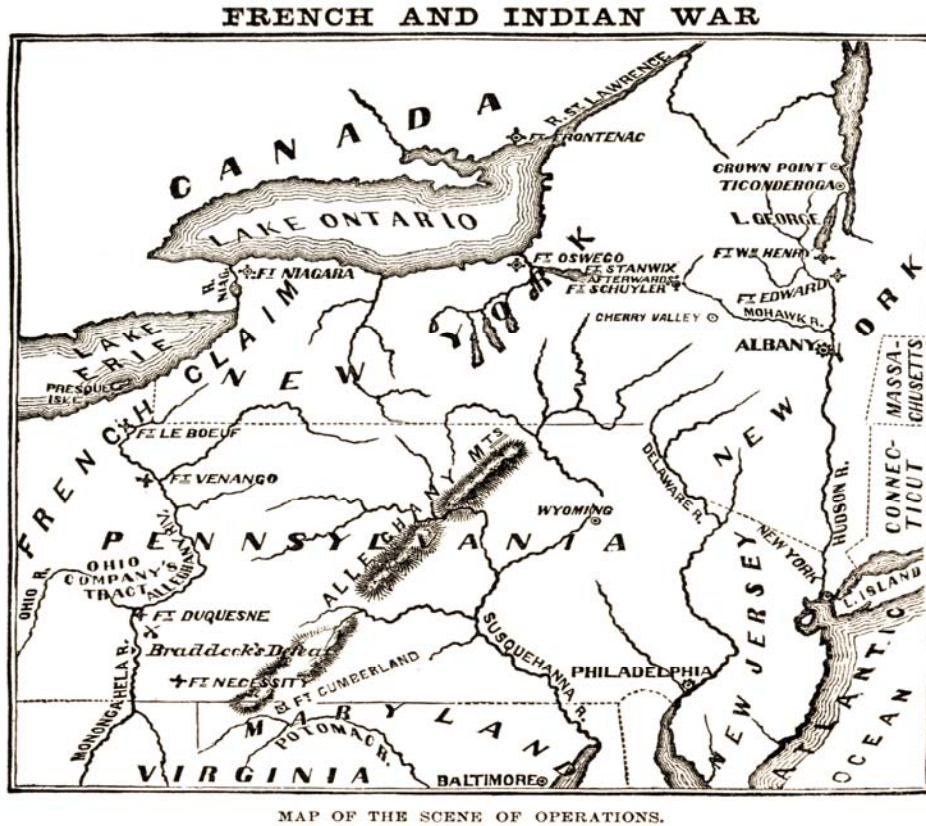 FRENCH AND INDIAN WAR
CANADA
R. ST. LAWRENCE
FT. FRONTENAC
LAKE ONTARIO
CROWN POINT
TICONDEROGA
L. GEORGE
FT. WM HENRY
FT. EDWARD
R. NIAG.
FT. NIAGARA
FT. OSWEGO
FT. STANWIX
AFTERWARDS
FT. SCHUYLER
MOHAWK R.
CHERRY VALLEY
ALBANY
LAKE ERIE
PRESQUE ISLE
FRENCH CLAIM
NEW YORK
NEW YORK
MASSA-
CHUSETTS
CONNEC-
TICUT
FT. LE BOEUF
FT. VENANGO
ALLEGHANY MTS
DELAWARE R.
HUDSON R.
WYOMING
PENNSYLVANIA
OHIO R.
OHIO
COMPANY'S
TRACT
ALLEGHANY RIV.
NEW YORK
L. ISLAND
FT. DUQUESNE
Braddock's Defeat
FT. NECESSITY
FT. CUMBERLAND
SUSQUEHANNA R.
PHILADELPHIA
NEW JERSEY
ATLANTIC
OCEAN
MONONGAHELA R.
MARYLAND
POTOMAC R.
VIRGINIA
BALTIMORE
MAP OF THE SCENE OF OPERATIONS.